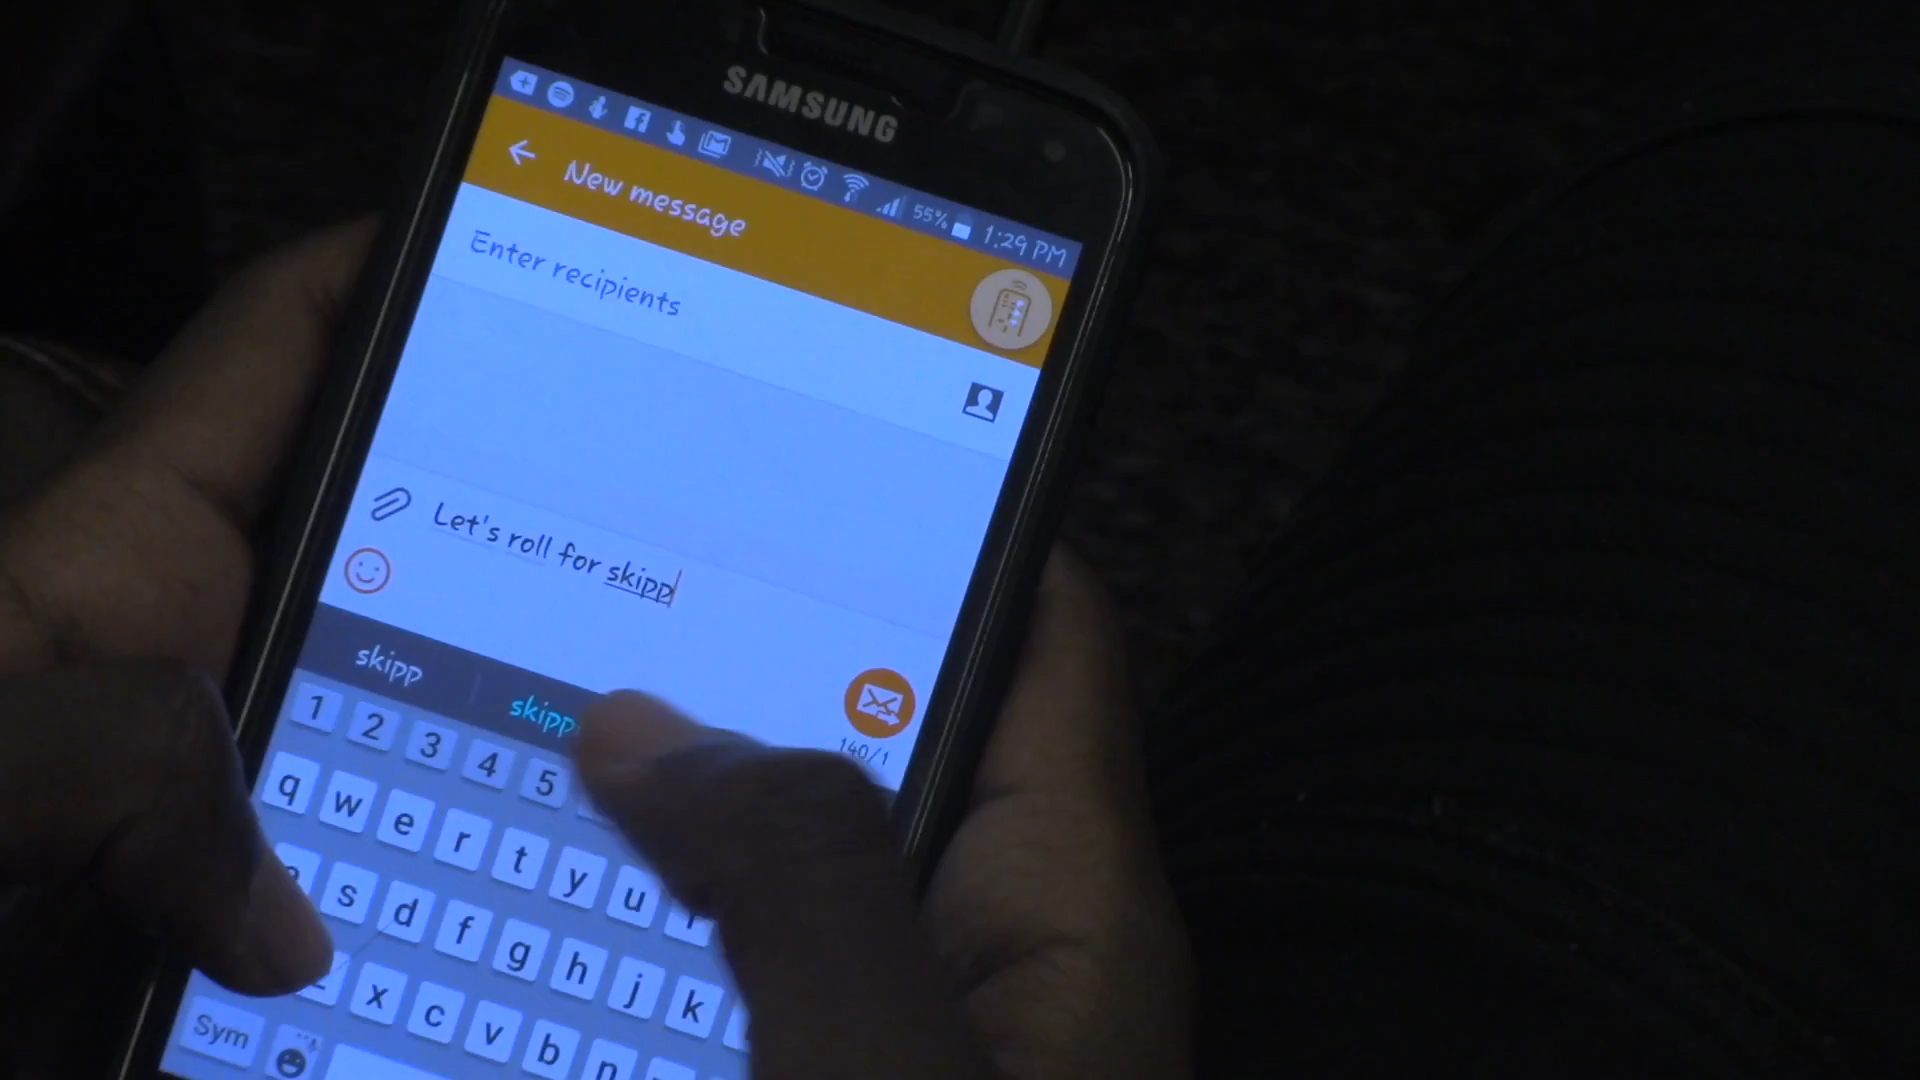 SAMSUNG
55% 1:29 PM
New message
Enter recipients
Let's roll for skipp
140/1
skipp
1 2 3 4 5
q w e r t y u
s d f g h j k
x c v b n
Sym